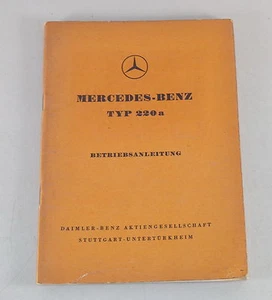 MERCEDES-BENZ
TYP 220a
BETRIEBSANLEITUNG
DAIMLER-BENZ AKTIENGESELLSCHAFT
STUTTGART-UNTERTÜRKHEIM